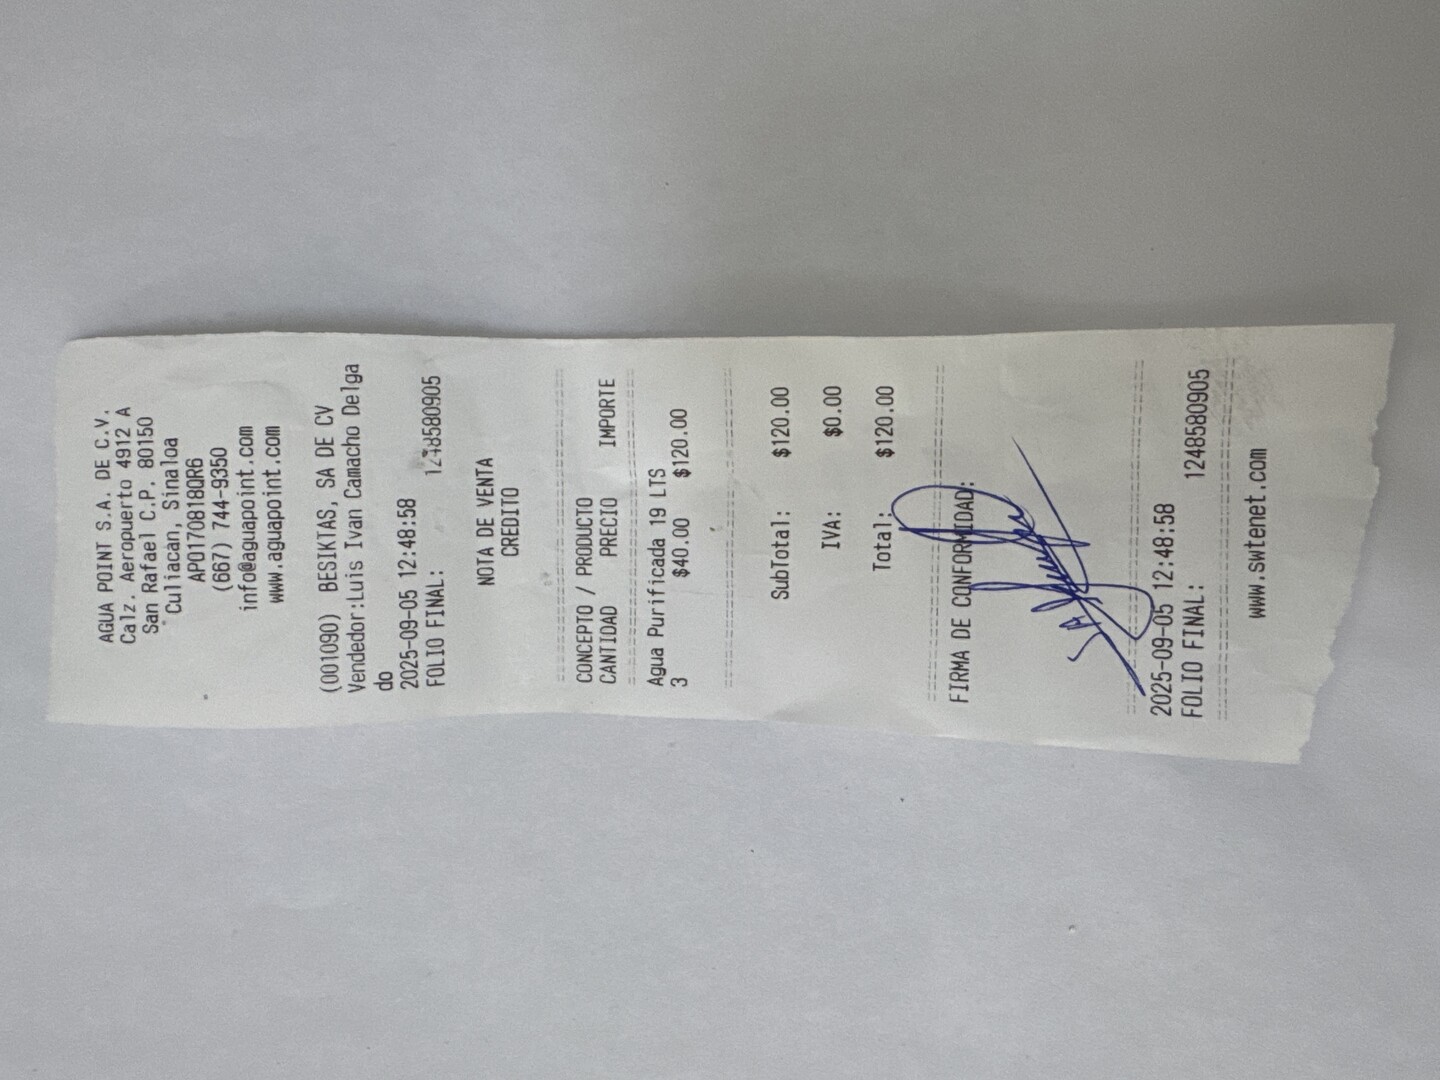 AGUA POINT S.A. DE C.V.
Calz. Aeropuerto 4912 A
San Rafael C.P. 80150
Culiacán, Sinaloa
APO1708180R6
(667) 744-9350
info@aguapoint.com
www.aguapoint.com
(001090) BESIKTAS, SA DE CV
Vendedor:Luis Ivan Camacho Delga
do
2025-09-05 12:48:58
FOLIO FINAL: 1248580905
NOTA DE VENTA
CREDITO
CONCEPTO / PRODUCTO
CANTIDAD PRECIO IMPORTE
Agua Purificada 19 LTS
3 $40.00 $120.00
SubTotal: $120.00
IVA: $0.00
Total: $120.00
FIRMA DE CONFORMIDAD:
2025-09-05 12:48:58
FOLIO FINAL: 1248580905
www.swtenet.com